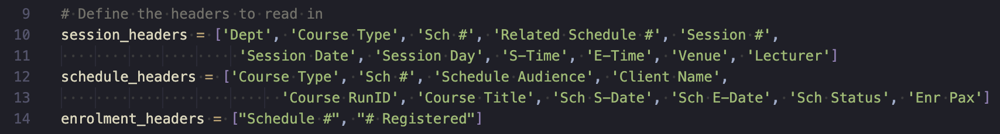 9 # Define the headers to read in
10 session_headers = ['Dept', 'Course Type', 'Sch #', 'Related Schedule #', 'Session #',
11 'Session Date', 'Session Day', 'S-Time', 'E-Time', 'Venue', 'Lecturer']
12 schedule_headers = ['Course Type', 'Sch #', 'Schedule Audience', 'Client Name',
13 'Course RunID', 'Course Title', 'Sch S-Date', 'Sch E-Date', 'Sch Status', 'Enr Pax']
14 enrolment_headers = ["Schedule #", "# Registered"]